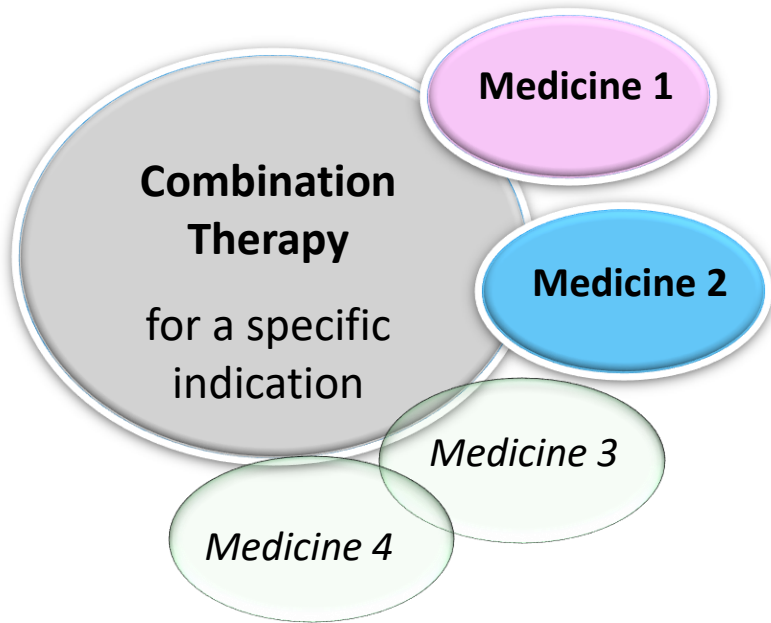 Medicine 1
Combination
Therapy
for a specific
indication
Medicine 2
Medicine 3
Medicine 4